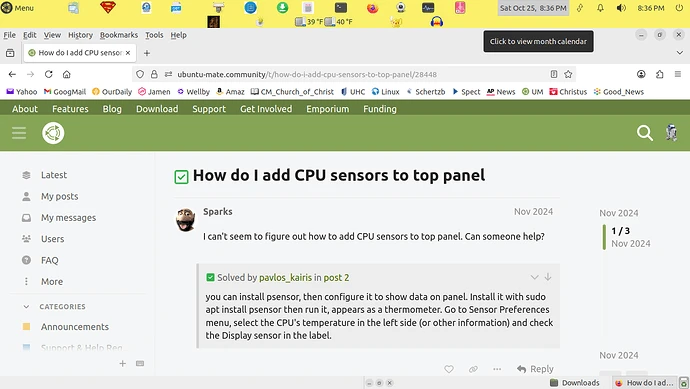 Menu
Sat Oct 25, 8:36 PM
8:36 PM
39 °F
40 °F
Click to view month calendar
File Edit View History Bookmarks Tools Help
How do I add CPU sensors
ubuntu-mate.community/t/how-do-i-add-cpu-sensors-to-top-panel/28448
Yahoo GoogMail OurDaily Jamen Wellby Amaz CM_Church_of_Christ UHC Linux Schertzb Spect AP News UM Christus Good_News
About Features Blog Download Support Get Involved Emporium Funding
How do I add CPU sensors to top panel
Latest
My posts
My messages
Users
FAQ
More
CATEGORIES
Announcements
Support & Help Req
Sparks
Nov 2024
I can't seem to figure out how to add CPU sensors to top panel. Can someone help?
Solved by pavlos_kairis in post 2
you can install psensor, then configure it to show data on panel. Install it with sudo
apt install psensor then run it, appears as a thermometer. Go to Sensor Preferences
menu, select the CPU's temperature in the left side (or other information) and check
the Display sensor in the label.
Reply
Nov 2024
1 / 3
Nov 2024
Nov 2024
Downloads
How do I ad...